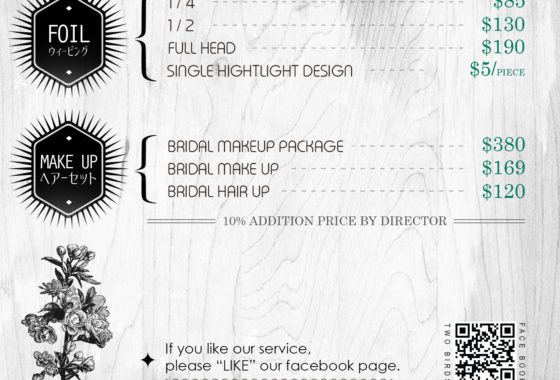 1 / 4 $85
FOIL
ウィービング
1 / 2 $130
FULL HEAD $190
SINGLE HIGHTLIGHT DESIGN $5/PIECE
MAKE UP
ヘアーセット
BRIDAL MAKEUP PACKAGE $380
BRIDAL MAKE UP $169
BRIDAL HAIR UP $120
10% ADDITION PRICE BY DIRECTOR
If you like our service,
please “LIKE” our facebook page.
TWO BIRDS
FACE BOOK